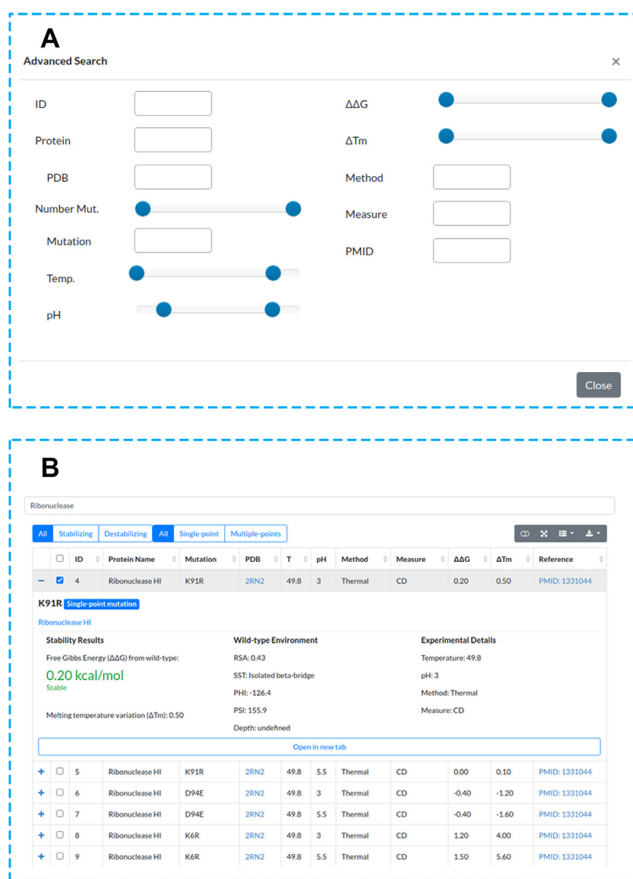 A
Advanced Search ×
ID
Protein
PDB
Number Mut.
Mutation
Temp.
pH
ΔΔG
ΔTm
Method
Measure
PMID
Close
B
Ribonuclease
All Stabilizing Destabilizing All Single-point Multiple-points
ID Protein Name Mutation PDB T pH Method Measure ΔΔG ΔTm Reference
− 4 Ribonuclease HI K91R 2RN2 49.8 3 Thermal CD 0.20 0.50 PMID: 1331044
K91R Single-point mutation
Ribonuclease HI
Stability Results
Free Gibbs Energy (ΔΔG) from wild-type:
0.20 kcal/mol
Stable
Melting temperature variation (ΔTm): 0.50
Wild-type Environment
RSA: 0.43
SST: Isolated beta-bridge
PHI: -126.4
PSI: 155.9
Depth: undefined
Experimental Details
Temperature: 49.8
pH: 3
Method: Thermal
Measure: CD
Open in new tab
+ 5 Ribonuclease HI K91R 2RN2 49.8 5.5 Thermal CD 0.00 0.10 PMID: 1331044
+ 6 Ribonuclease HI D94E 2RN2 49.8 3 Thermal CD -0.40 -1.20 PMID: 1331044
+ 7 Ribonuclease HI D94E 2RN2 49.8 5.5 Thermal CD -0.40 -1.60 PMID: 1331044
+ 8 Ribonuclease HI K6R 2RN2 49.8 3 Thermal CD 1.20 4.00 PMID: 1331044
+ 9 Ribonuclease HI K6R 2RN2 49.8 5.5 Thermal CD 1.50 5.60 PMID: 1331044